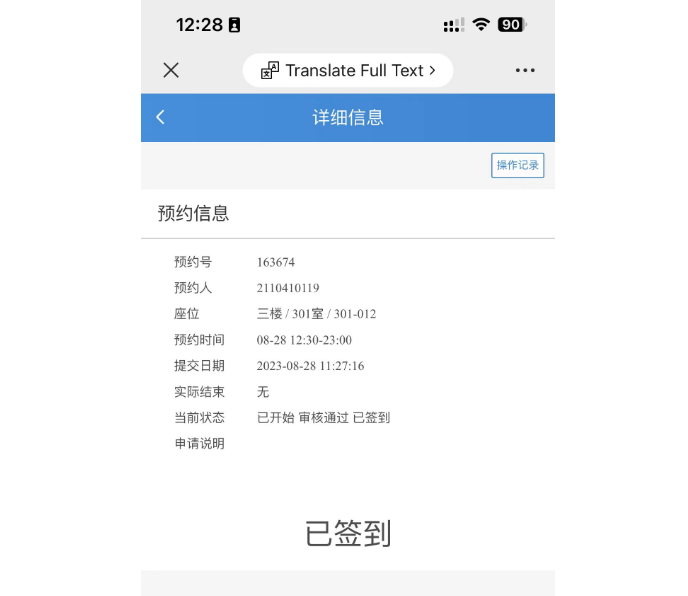 12:28
90
Translate Full Text
详细信息
操作记录
预约信息
预约号 163674
预约人 2110410119
座位 三楼 / 301室 / 301-012
预约时间 08-28 12:30-23:00
提交日期 2023-08-28 11:27:16
实际结束 无
当前状态 已开始 审核通过 已签到
申请说明
已签到